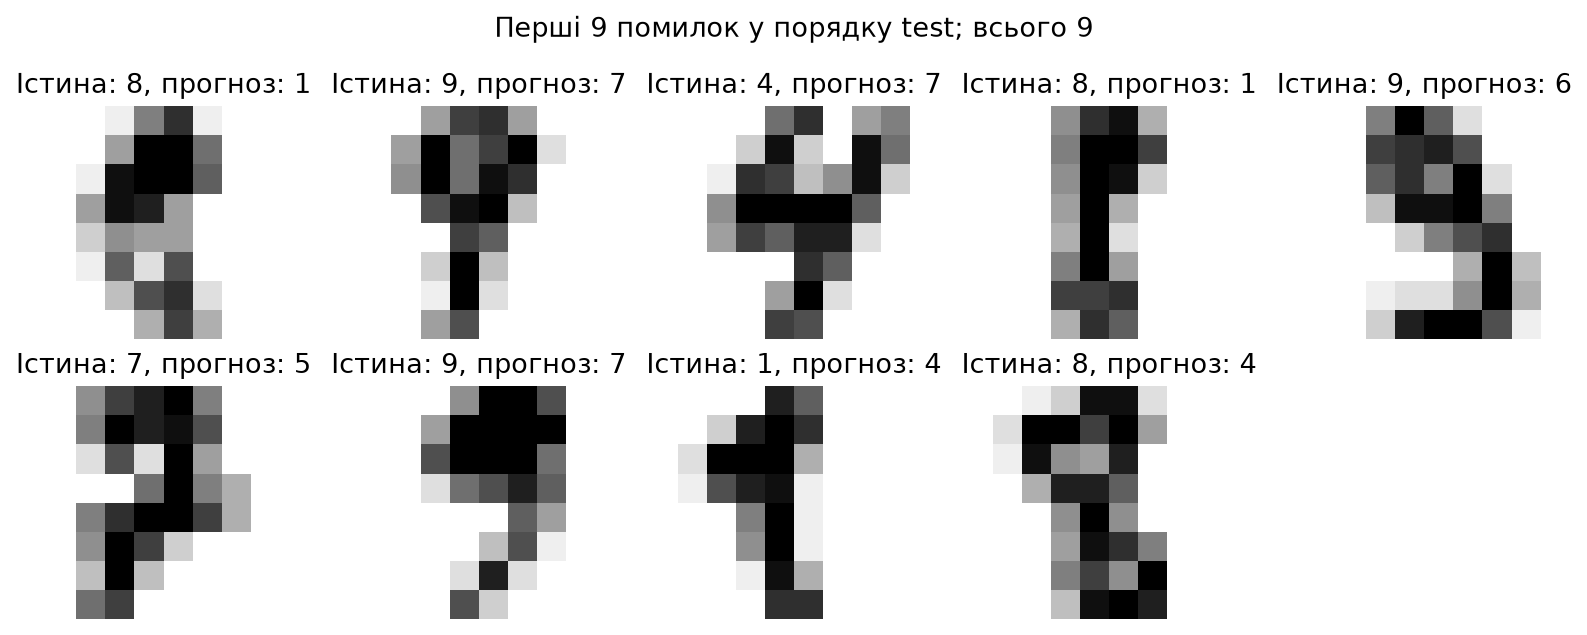 Перші 9 помилок у порядку test; всього 9
Істина: 8, прогноз: 1
Істина: 9, прогноз: 7
Істина: 4, прогноз: 7
Істина: 8, прогноз: 1
Істина: 9, прогноз: 6
Істина: 7, прогноз: 5
Істина: 9, прогноз: 7
Істина: 1, прогноз: 4
Істина: 8, прогноз: 4